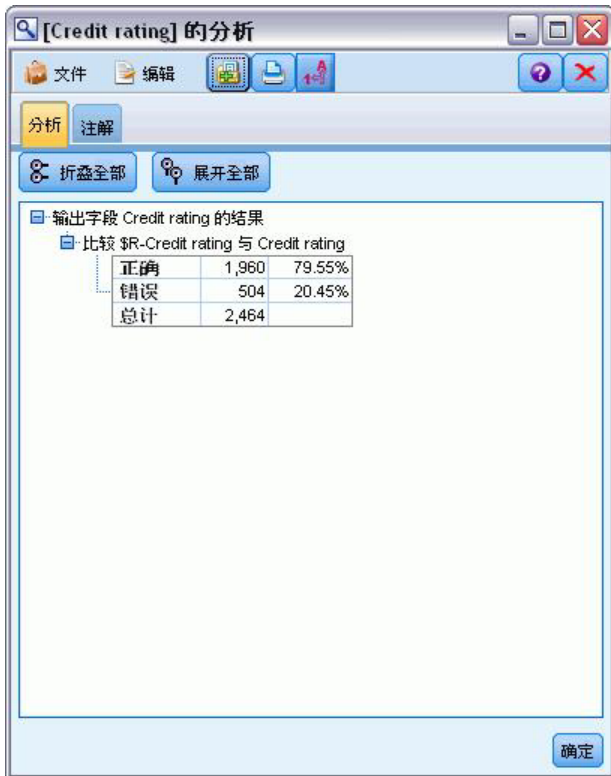 [Credit rating] 的分析
文件 编辑
分析 注解
折叠全部 展开全部
输出字段 Credit rating 的结果
比较 $R-Credit rating 与 Credit rating
正确 1,960 79.55%
错误 504 20.45%
总计 2,464
确定